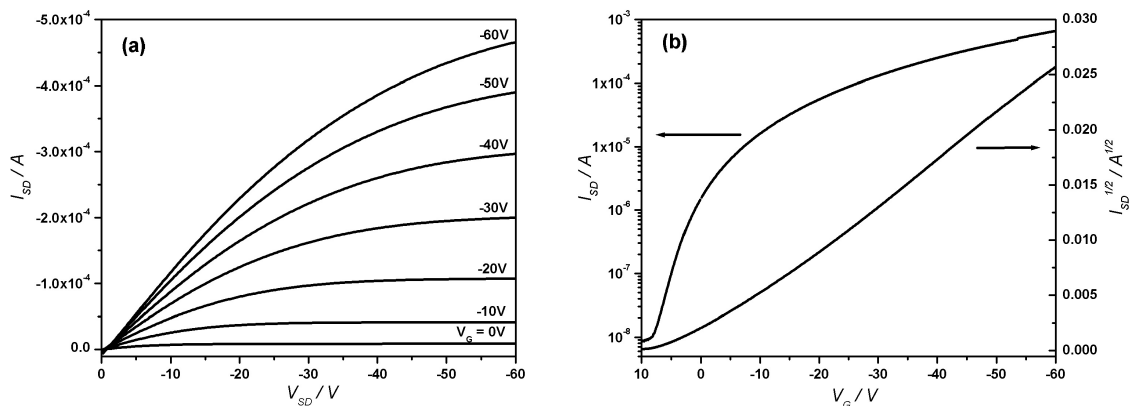 (a)
-5.0x10⁻⁴
-4.0x10⁻⁴
-3.0x10⁻⁴
-2.0x10⁻⁴
-1.0x10⁻⁴
0.0
I_SD / A
-60V
-50V
-40V
-30V
-20V
-10V
V_G = 0V
0 -10 -20 -30 -40 -50 -60
V_SD / V
(b)
1x10⁻³
1x10⁻⁴
1x10⁻⁵
10⁻⁶
10⁻⁷
10⁻⁸
I_SD / A
0.030
0.025
0.020
0.015
0.010
0.005
0.000
I_SD^1/2 / A^1/2
10 0 -10 -20 -30 -40 -50 -60
V_G / V